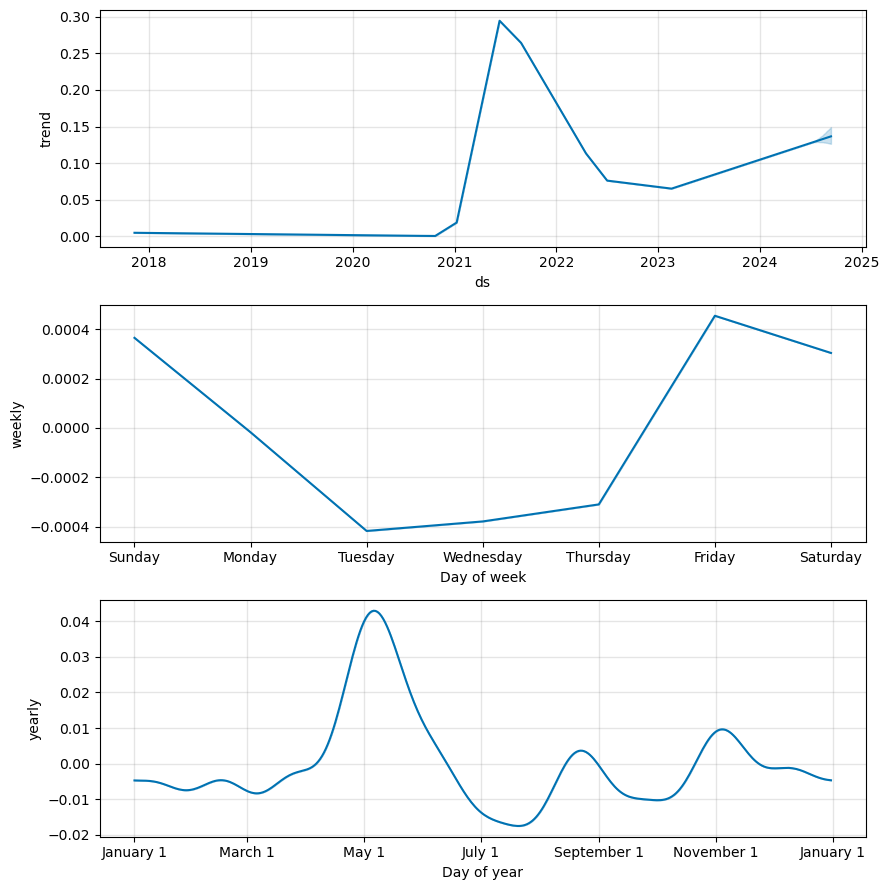 0.30
0.25
0.20
0.15
0.10
0.05
0.00
trend
2018 2019 2020 2021 2022 2023 2024 2025
ds
0.0004
0.0002
0.0000
−0.0002
−0.0004
weekly
Sunday Monday Tuesday Wednesday Thursday Friday Saturday
Day of week
0.04
0.03
0.02
0.01
0.00
−0.01
−0.02
yearly
January 1 March 1 May 1 July 1 September 1 November 1 January 1
Day of year